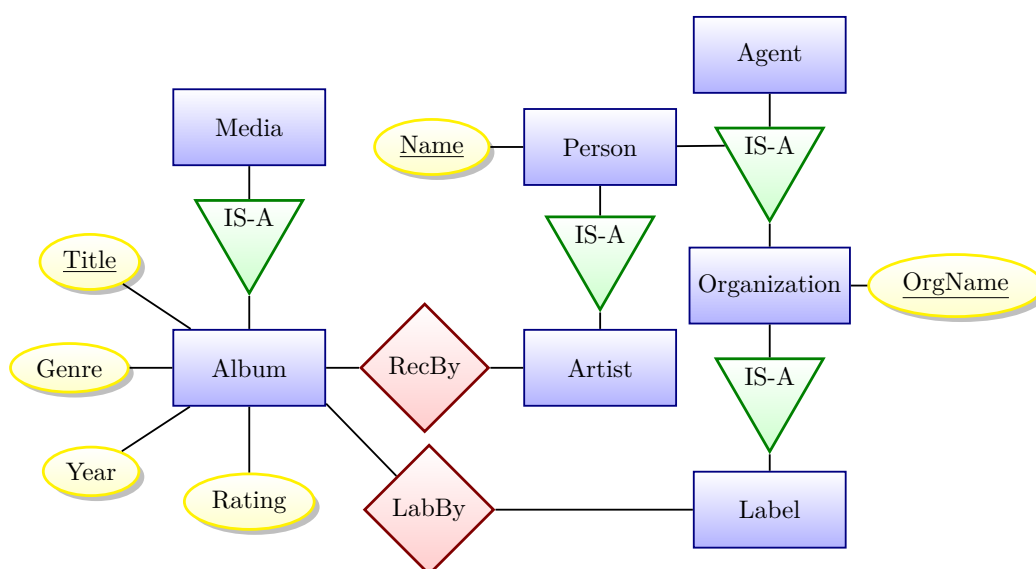 Agent
Media
Name
Person
IS-A
IS-A
IS-A
Title
Organization
OrgName
Genre
Album
RecBy
Artist
IS-A
Year
Rating
LabBy
Label